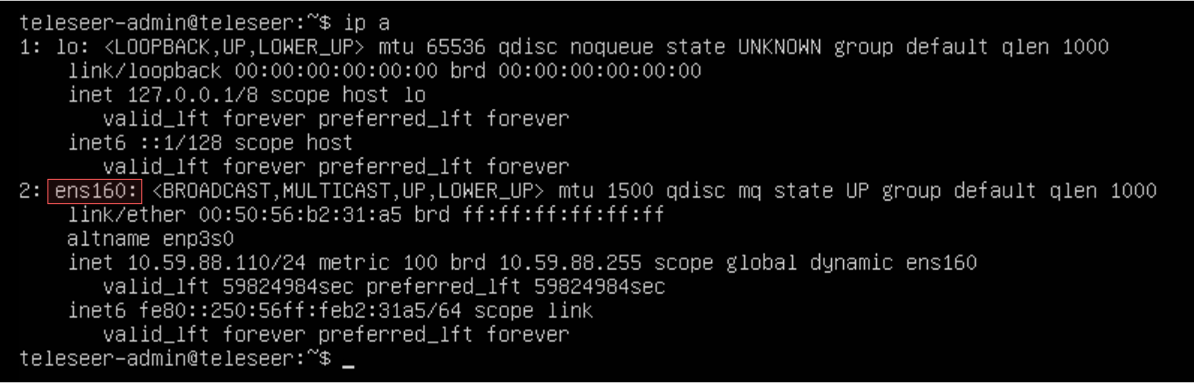 teleseer-admin@teleseer:~$ ip a
1: lo: <LOOPBACK,UP,LOWER_UP> mtu 65536 qdisc noqueue state UNKNOWN group default qlen 1000
    link/loopback 00:00:00:00:00:00 brd 00:00:00:00:00:00
    inet 127.0.0.1/8 scope host lo
       valid_lft forever preferred_lft forever
    inet6 ::1/128 scope host
       valid_lft forever preferred_lft forever
2: ens160: <BROADCAST,MULTICAST,UP,LOWER_UP> mtu 1500 qdisc mq state UP group default qlen 1000
    link/ether 00:50:56:b2:31:a5 brd ff:ff:ff:ff:ff:ff
    altname enp3s0
    inet 10.59.88.110/24 metric 100 brd 10.59.88.255 scope global dynamic ens160
       valid_lft 59824984sec preferred_lft 59824984sec
    inet6 fe80::250:56ff:feb2:31a5/64 scope link
       valid_lft forever preferred_lft forever
teleseer-admin@teleseer:~$ _